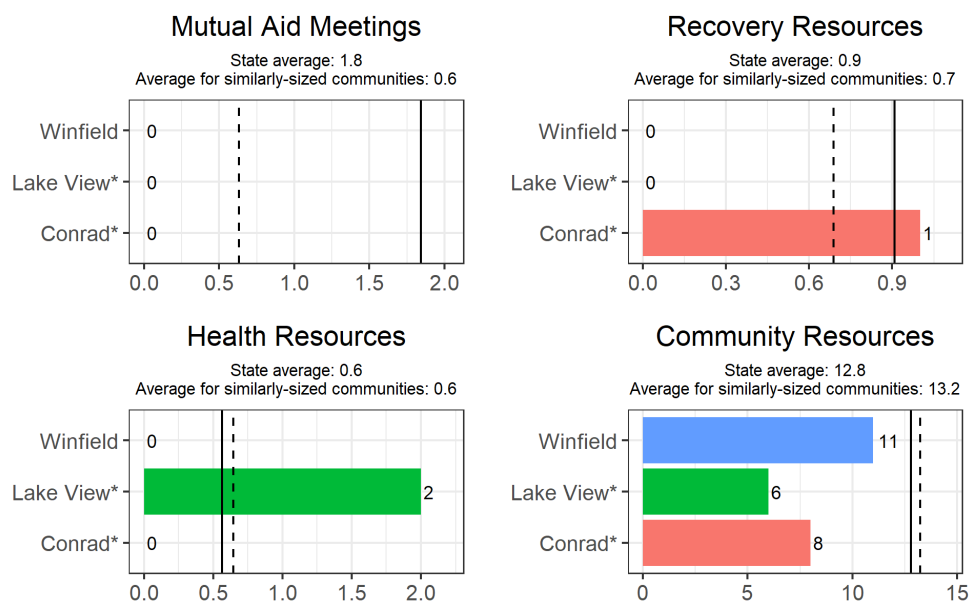 Mutual Aid Meetings
State average: 1.8
Average for similarly-sized communities: 0.6
Winfield 0
Lake View* 0
Conrad* 0
0.0 0.5 1.0 1.5 2.0
Recovery Resources
State average: 0.9
Average for similarly-sized communities: 0.7
Winfield 0
Lake View* 0
Conrad* 1
0.0 0.3 0.6 0.9
Health Resources
State average: 0.6
Average for similarly-sized communities: 0.6
Winfield 0
Lake View* 2
Conrad* 0
0.0 0.5 1.0 1.5 2.0
Community Resources
State average: 12.8
Average for similarly-sized communities: 13.2
Winfield 11
Lake View* 6
Conrad* 8
0 5 10 15